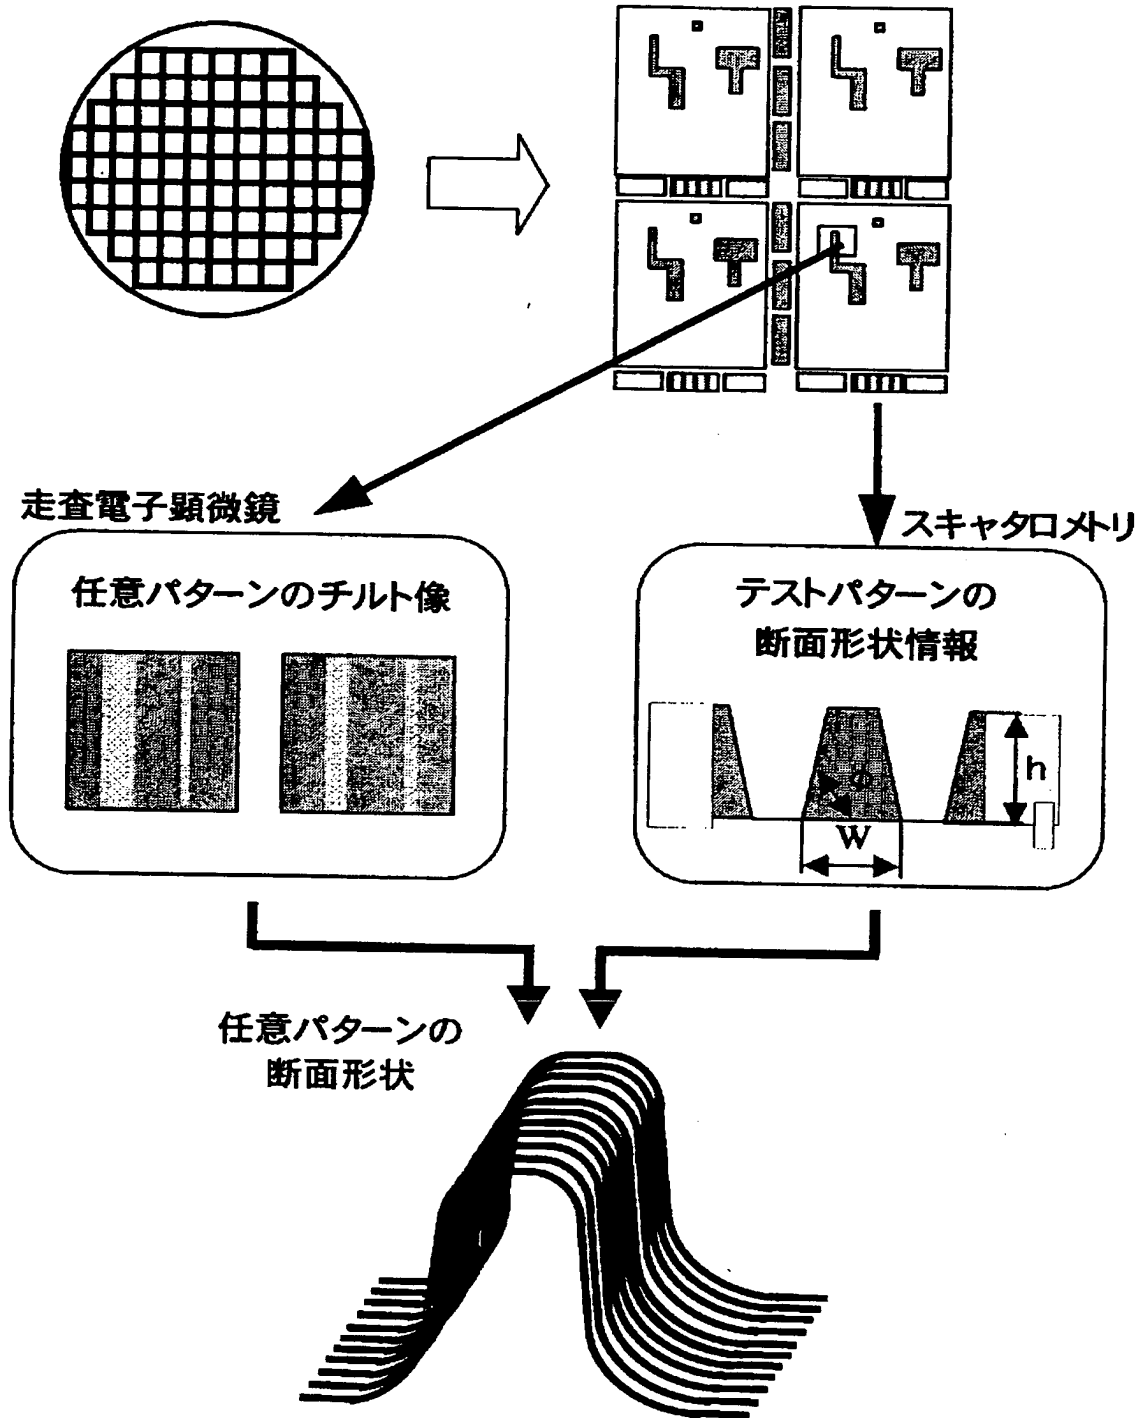 走査電子顕微鏡
スキャタロメトリ
任意パターンのチルト像
テストパターンの
断面形状情報
h
Φ
W
任意パターンの
断面形状